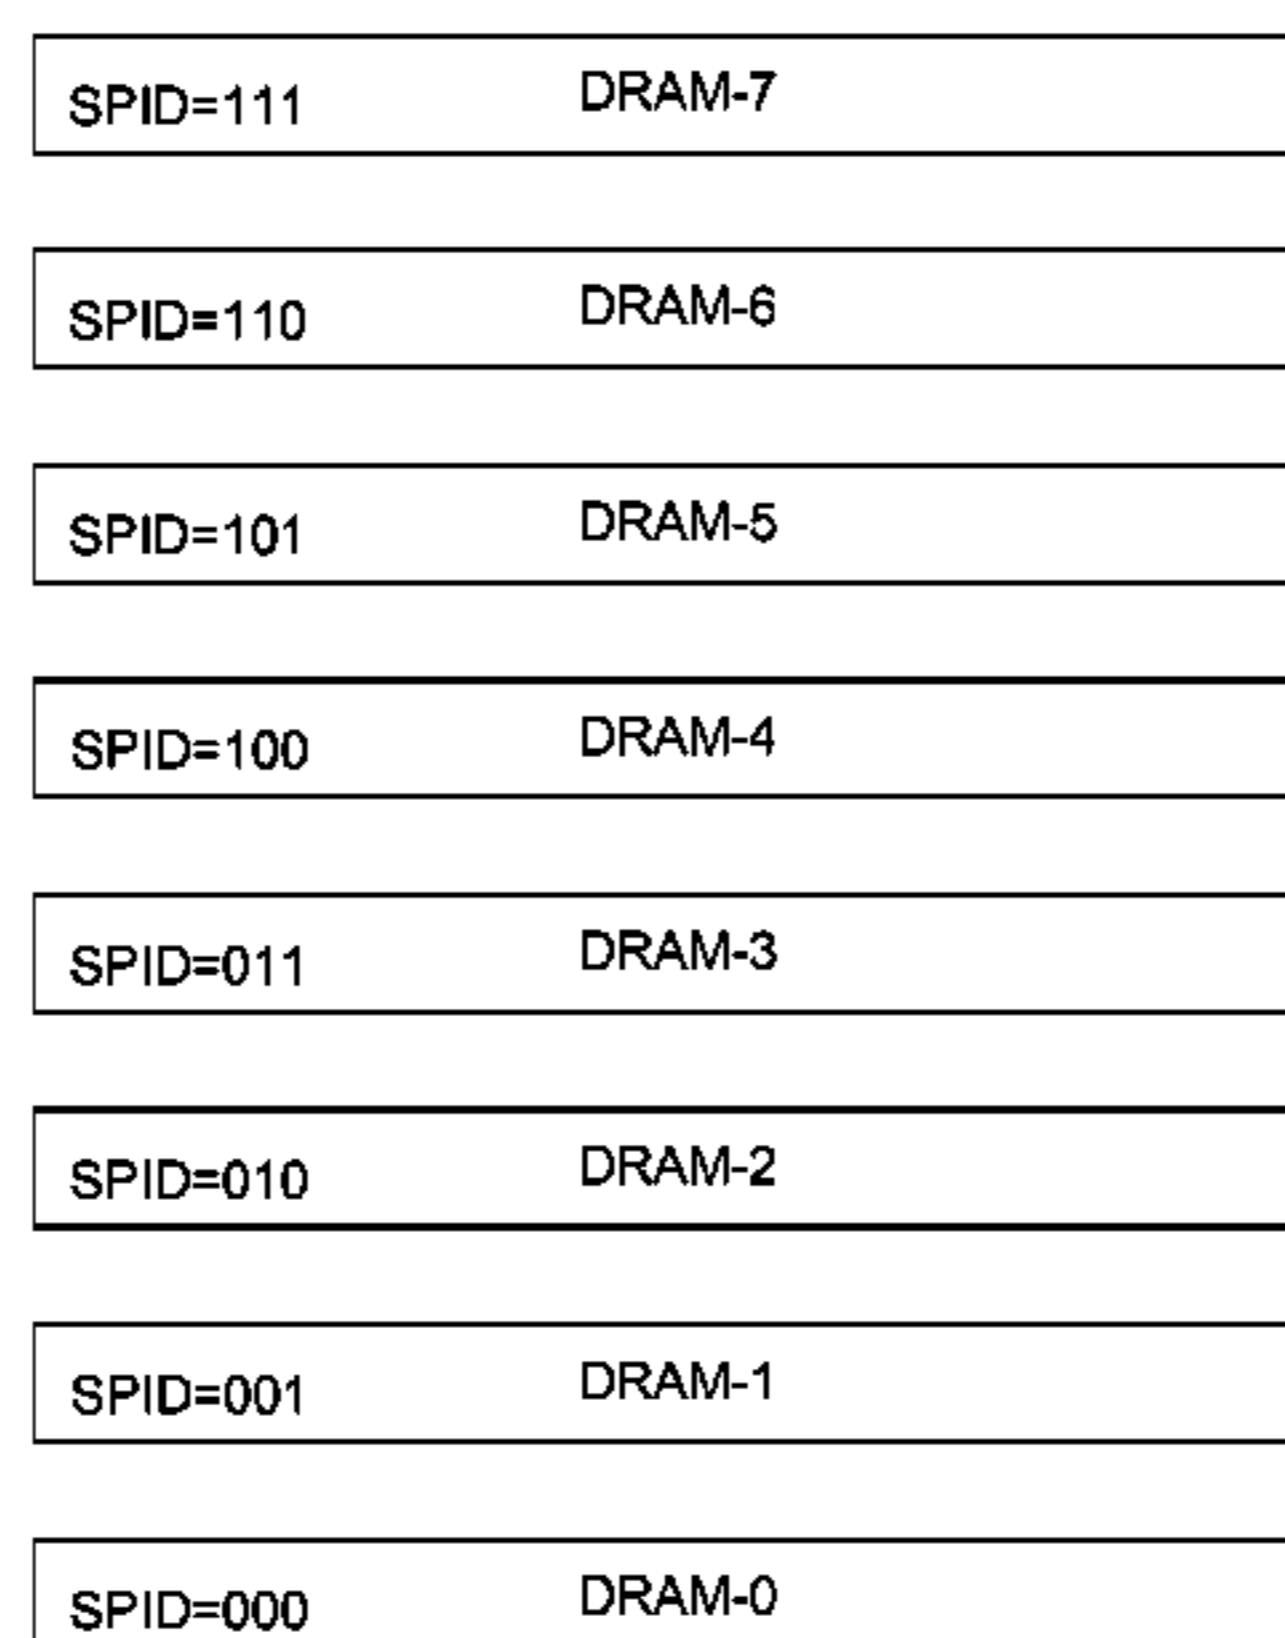 SPID=111 DRAM-7
SPID=110 DRAM-6
SPID=101 DRAM-5
SPID=100 DRAM-4
SPID=011 DRAM-3
SPID=010 DRAM-2
SPID=001 DRAM-1
SPID=000 DRAM-0